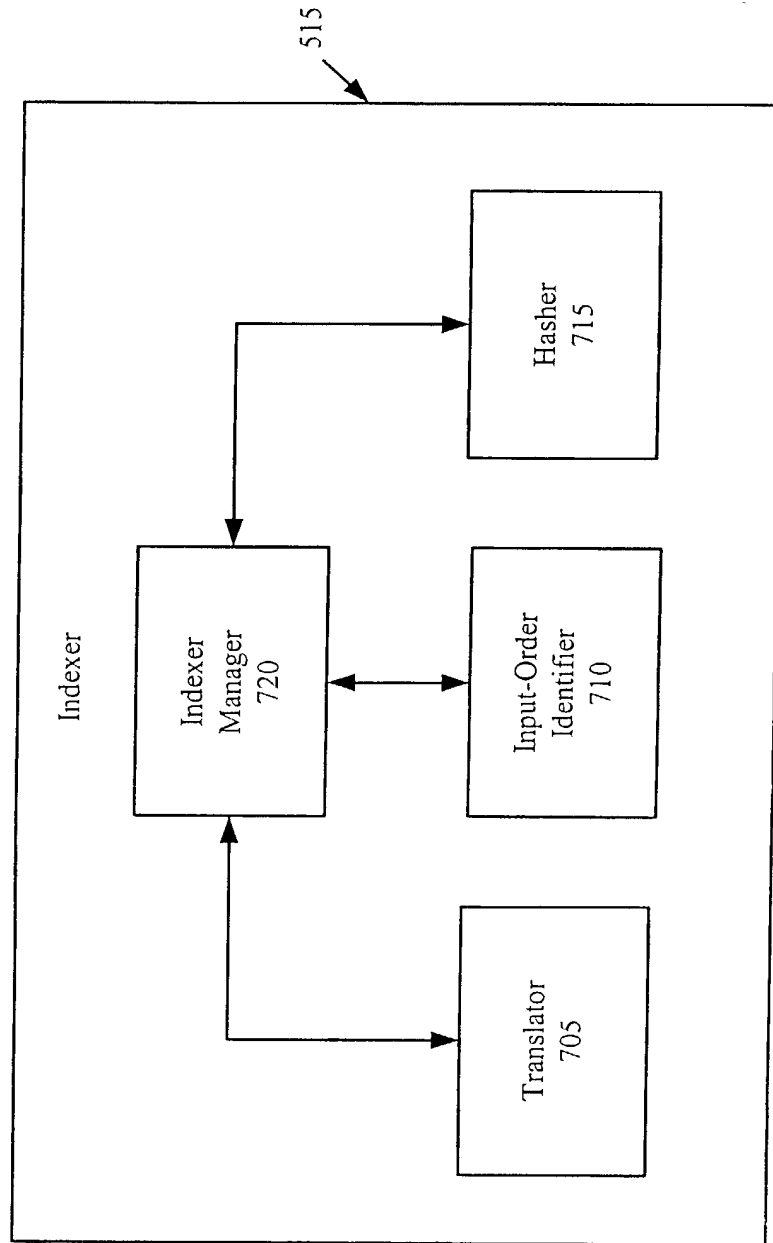 Indexer
515
Indexer
Manager
720
Translator
705
Input-Order
Identifier
710
Hasher
715